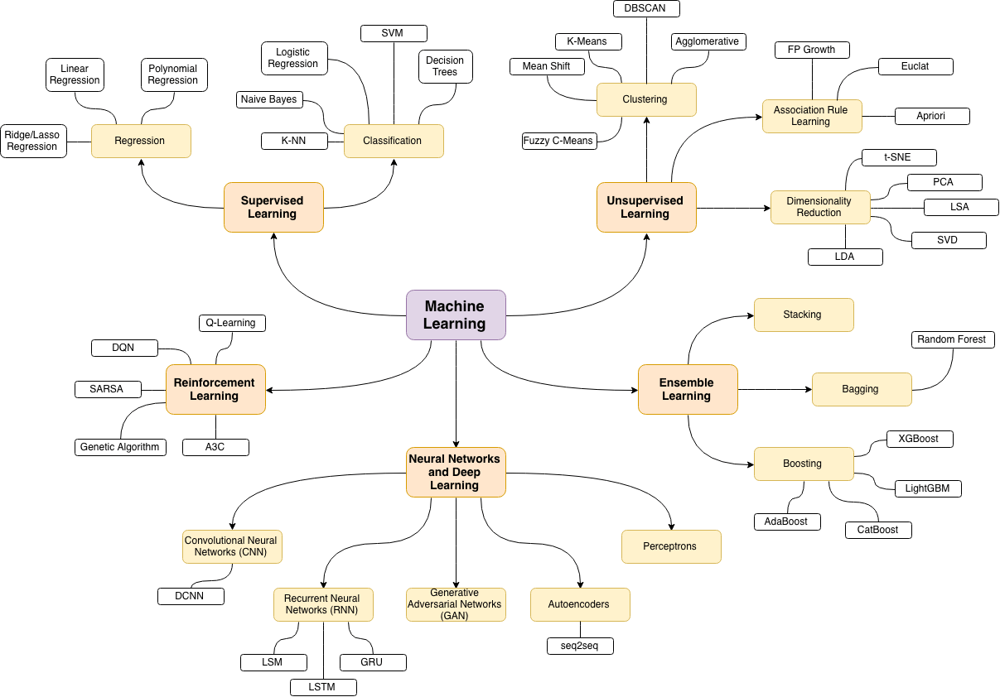 DBSCAN
SVM
K-Means
Agglomerative
Logistic
Regression
FP Growth
Linear
Regression
Polynomial
Regression
Decision
Trees
Mean Shift
Euclat
Naive Bayes
Clustering
Association Rule
Learning
Apriori
Ridge/Lasso
Regression
Regression
K-NN
Classification
Fuzzy C-Means
t-SNE
PCA
Supervised
Learning
Unsupervised
Learning
Dimensionality
Reduction
LSA
SVD
LDA
Machine
Learning
Stacking
Q-Learning
Random Forest
DQN
Reinforcement
Learning
SARSA
Ensemble
Learning
Bagging
Genetic Algorithm
A3C
XGBoost
Neural Networks
and Deep
Learning
Boosting
LightGBM
AdaBoost
CatBoost
Convolutional Neural
Networks (CNN)
Perceptrons
DCNN
Recurrent Neural
Networks (RNN)
Generative
Adversarial Networks
(GAN)
Autoencoders
seq2seq
LSM
GRU
LSTM